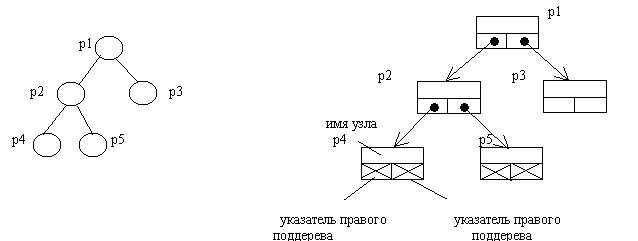 p1
p2
p3
p4
p5
p1
p2
p3
имя узла
p4
p5
указатель правого
поддерева
указатель правого
поддерева